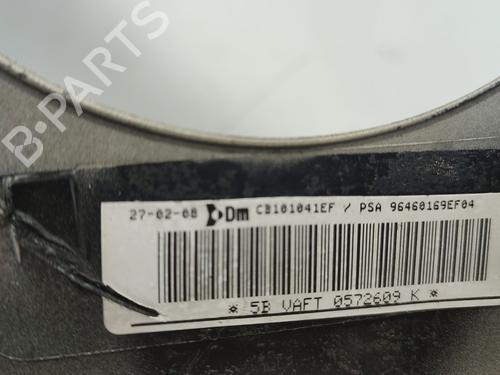 B-PARTS
27-02-08 Dm CB101041EF / PSA 96460169EF04
* 5B VAFT 0572609 K *